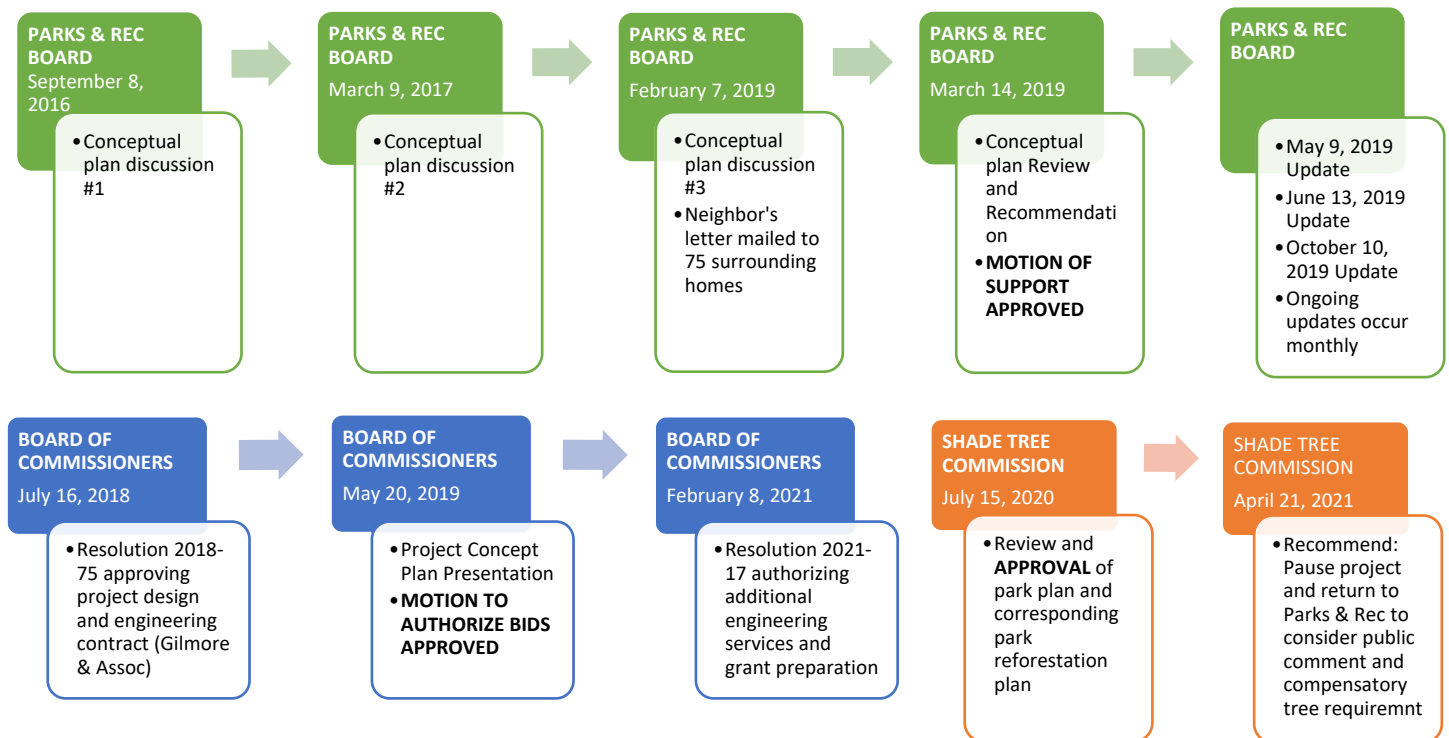 PARKS & REC
BOARD
September 8,
2016
•Conceptual
plan discussion
#1
PARKS & REC
BOARD
March 9, 2017
•Conceptual
plan discussion
#2
PARKS & REC
BOARD
February 7, 2019
•Conceptual
plan discussion
#3
•Neighbor's
letter mailed to
75 surrounding
homes
PARKS & REC
BOARD
March 14, 2019
•Conceptual
plan Review
and
Recommendati
on
•MOTION OF
SUPPORT
APPROVED
PARKS & REC
BOARD
•May 9, 2019
Update
•June 13, 2019
Update
•October 10,
2019 Update
•Ongoing
updates occur
monthly
BOARD OF
COMMISSIONERS
July 16, 2018
•Resolution 2018-
75 approving
project design
and engineering
contract (Gilmore
& Assoc)
BOARD OF
COMMISSIONERS
May 20, 2019
•Project Concept
Plan Presentation
•MOTION TO
AUTHORIZE BIDS
APPROVED
BOARD OF
COMMISSIONERS
February 8, 2021
•Resolution 2021-
17 authorizing
additional
engineering
services and
grant preparation
SHADE TREE
COMMISSION
July 15, 2020
•Review and
APPROVAL of
park plan and
corresponding
park
reforestation
plan
SHADE TREE
COMMISSION
April 21, 2021
•Recommend:
Pause project
and return to
Parks & Rec to
consider public
comment and
compensatory
tree requiremnt